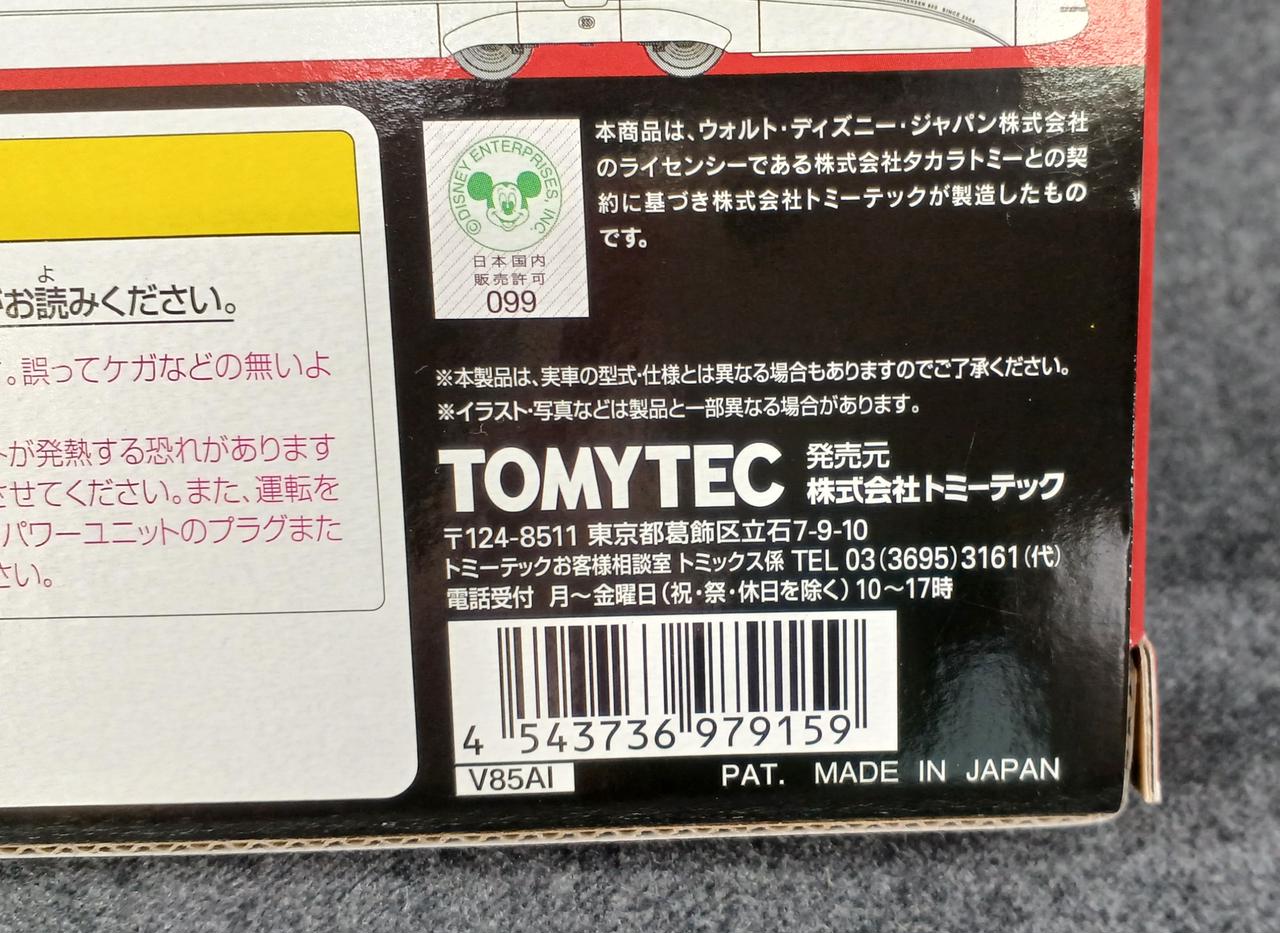 SINCE 2004
よ
お読みください。
。誤ってケガなどの無いよ
が発熱する恐れがあります
させてください。また、運転を
パワーユニットのプラグまた
さい。
©DISNEY ENTERPRISES, INC.
日本国内
販売許可
099
本商品は、ウォルト・ディズニー・ジャパン株式会社
のライセンシーである株式会社タカラトミーとの契
約に基づき株式会社トミーテックが製造したもの
です。
※本製品は、実車の型式・仕様とは異なる場合もありますのでご了承ください。
※イラスト・写真などは製品と一部異なる場合があります。
TOMYTEC 発売元
株式会社トミーテック
〒124-8511 東京都葛飾区立石7-9-10
トミーテックお客様相談室 トミックス係 TEL 03(3695)3161(代)
電話受付 月〜金曜日(祝・祭・休日を除く)10〜17時
4 543736 979159
V85AI
PAT. MADE IN JAPAN